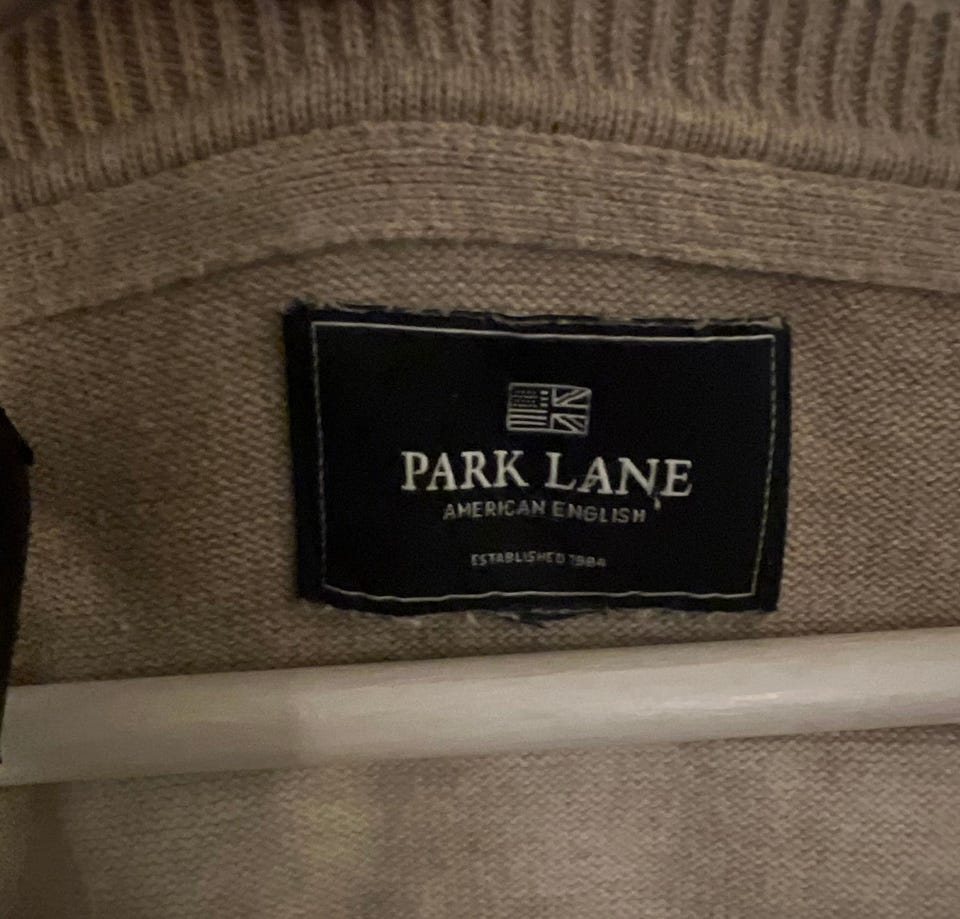 PARK LANE
AMERICAN ENGLISH
ESTABLISHED 1984